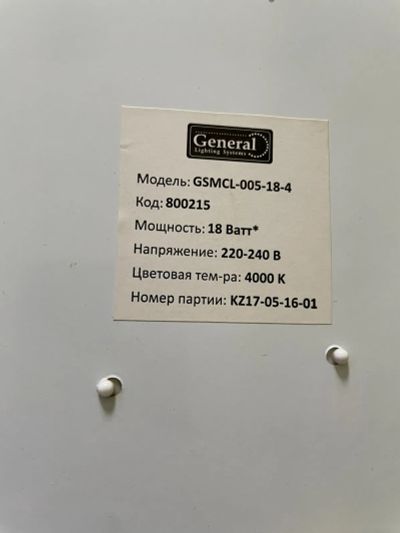 General
Lighting Systems
Модель: GSMCL-005-18-4
Код: 800215
Мощность: 18 Ватт*
Напряжение: 220-240 В
Цветовая тем-ра: 4000 К
Номер партии: KZ17-05-16-01